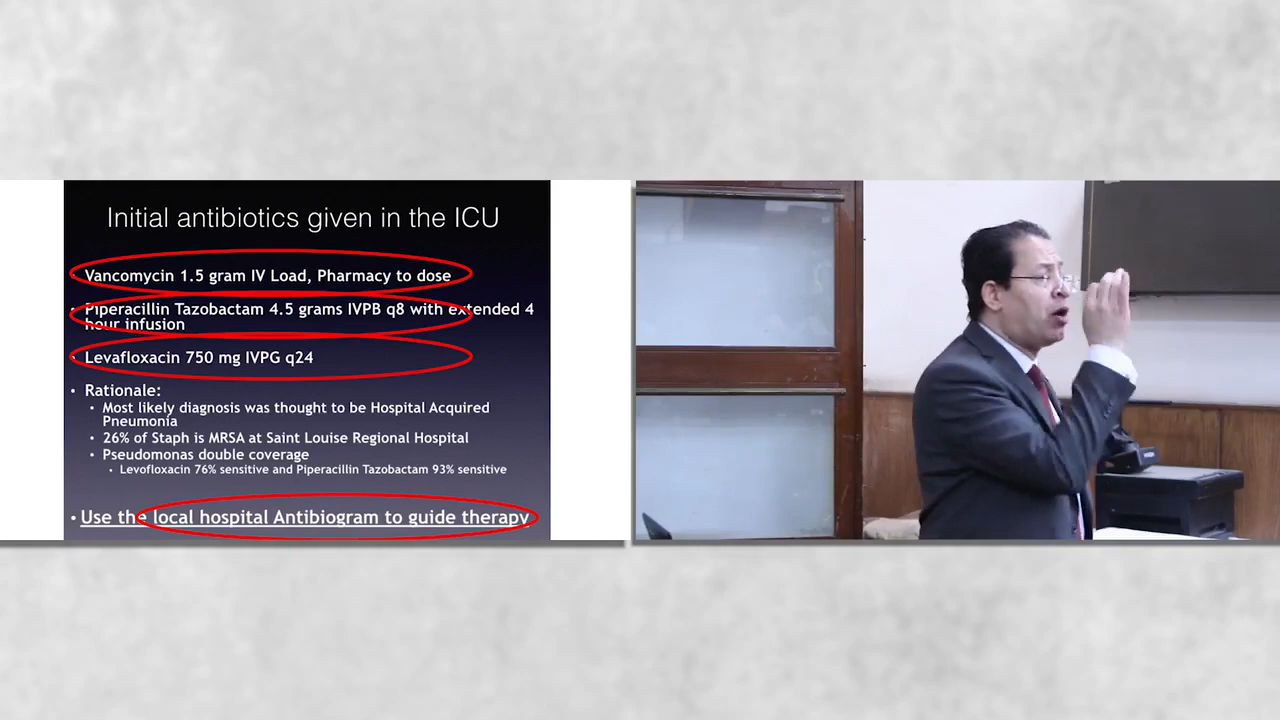 Initial antibiotics given in the ICU
• Vancomycin 1.5 gram IV Load, Pharmacy to dose
• Piperacillin Tazobactam 4.5 grams IVPB q8 with extended 4
hour infusion
• Levafloxacin 750 mg IVPG q24
• Rationale:
• Most likely diagnosis was thought to be Hospital Acquired
Pneumonia
• 26% of Staph is MRSA at Saint Louise Regional Hospital
• Pseudomonas double coverage
• Levofloxacin 76% sensitive and Piperacillin Tazobactam 93% sensitive
• Use the local hospital Antibiogram to guide therapy